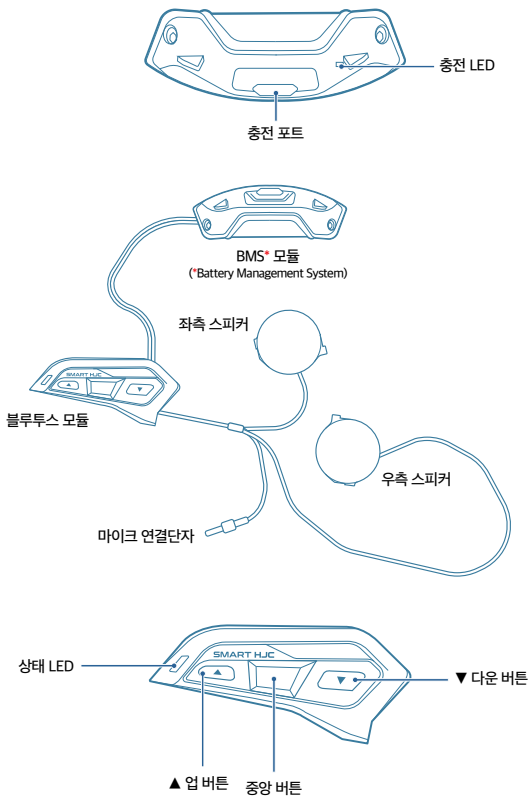 충전 LED
충전 포트
BMS* 모듈
(*Battery Management System)
좌측 스피커
SMART HJC
▲
▼
블루투스 모듈
우측 스피커
마이크 연결단자
SMART HJC
상태 LED
▲
▼
▼ 다운 버튼
▲ 업 버튼
중앙 버튼